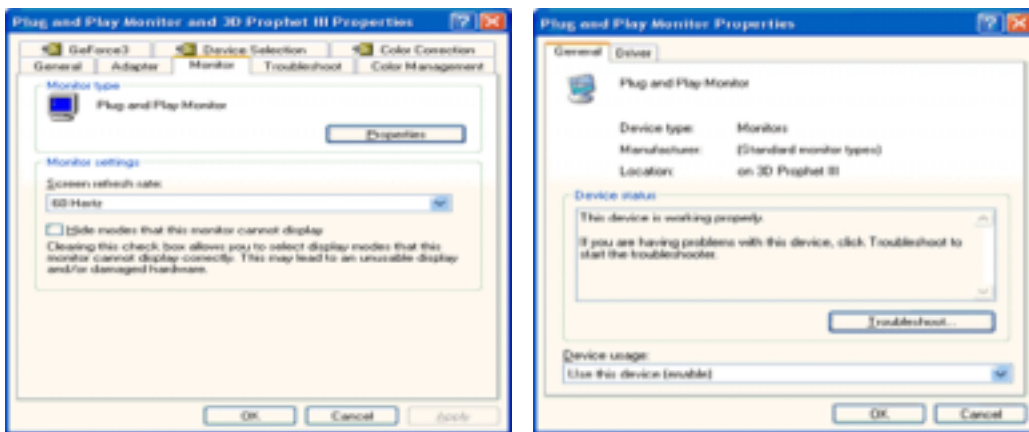 Plug and Play Monitor and 3D Prophet III Properties
GeForce3 Device Selection Color Correction
General Adapter Monitor Troubleshoot Color Management
Monitor type
Plug and Play Monitor
Properties
Monitor settings
Screen refresh rate:
60 Hertz
Hide modes that this monitor cannot display
Clearing this check box allows you to select display modes that this
monitor cannot display correctly. This may lead to an unusable display
and/or damaged hardware.
OK Cancel Apply
Plug and Play Monitor Properties
General Driver
Plug and Play Monitor
Device type: Monitors
Manufacturer: (Standard monitor types)
Location: on 3D Prophet III
Device status
This device is working properly.
If you are having problems with this device, click Troubleshoot to
start the troubleshooter.
Troubleshoot...
Device usage:
Use this device (enable)
OK Cancel